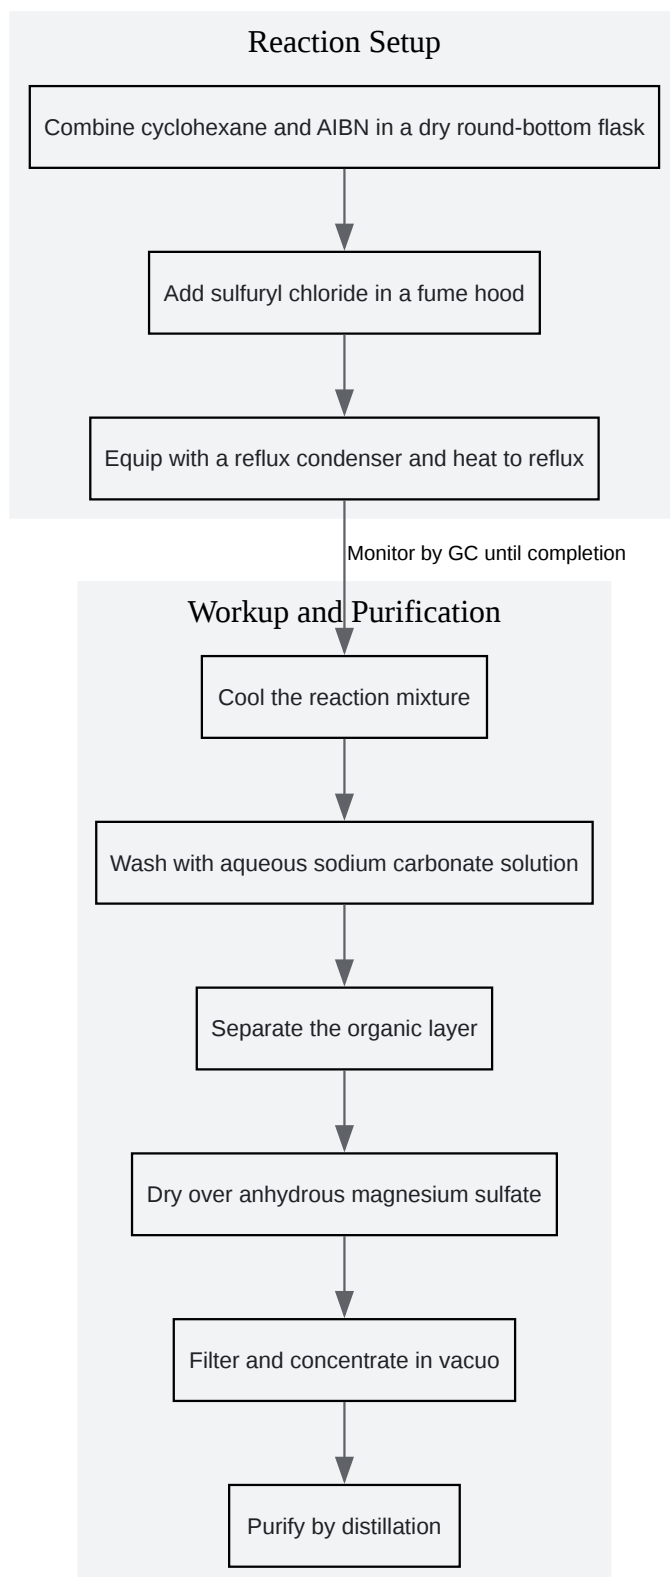 Reaction Setup
Combine cyclohexane and AIBN in a dry round-bottom flask
Add sulfuryl chloride in a fume hood
Equip with a reflux condenser and heat to reflux
Monitor by GC until completion
Workup and Purification
Cool the reaction mixture
Wash with aqueous sodium carbonate solution
Separate the organic layer
Dry over anhydrous magnesium sulfate
Filter and concentrate in vacuo
Purify by distillation